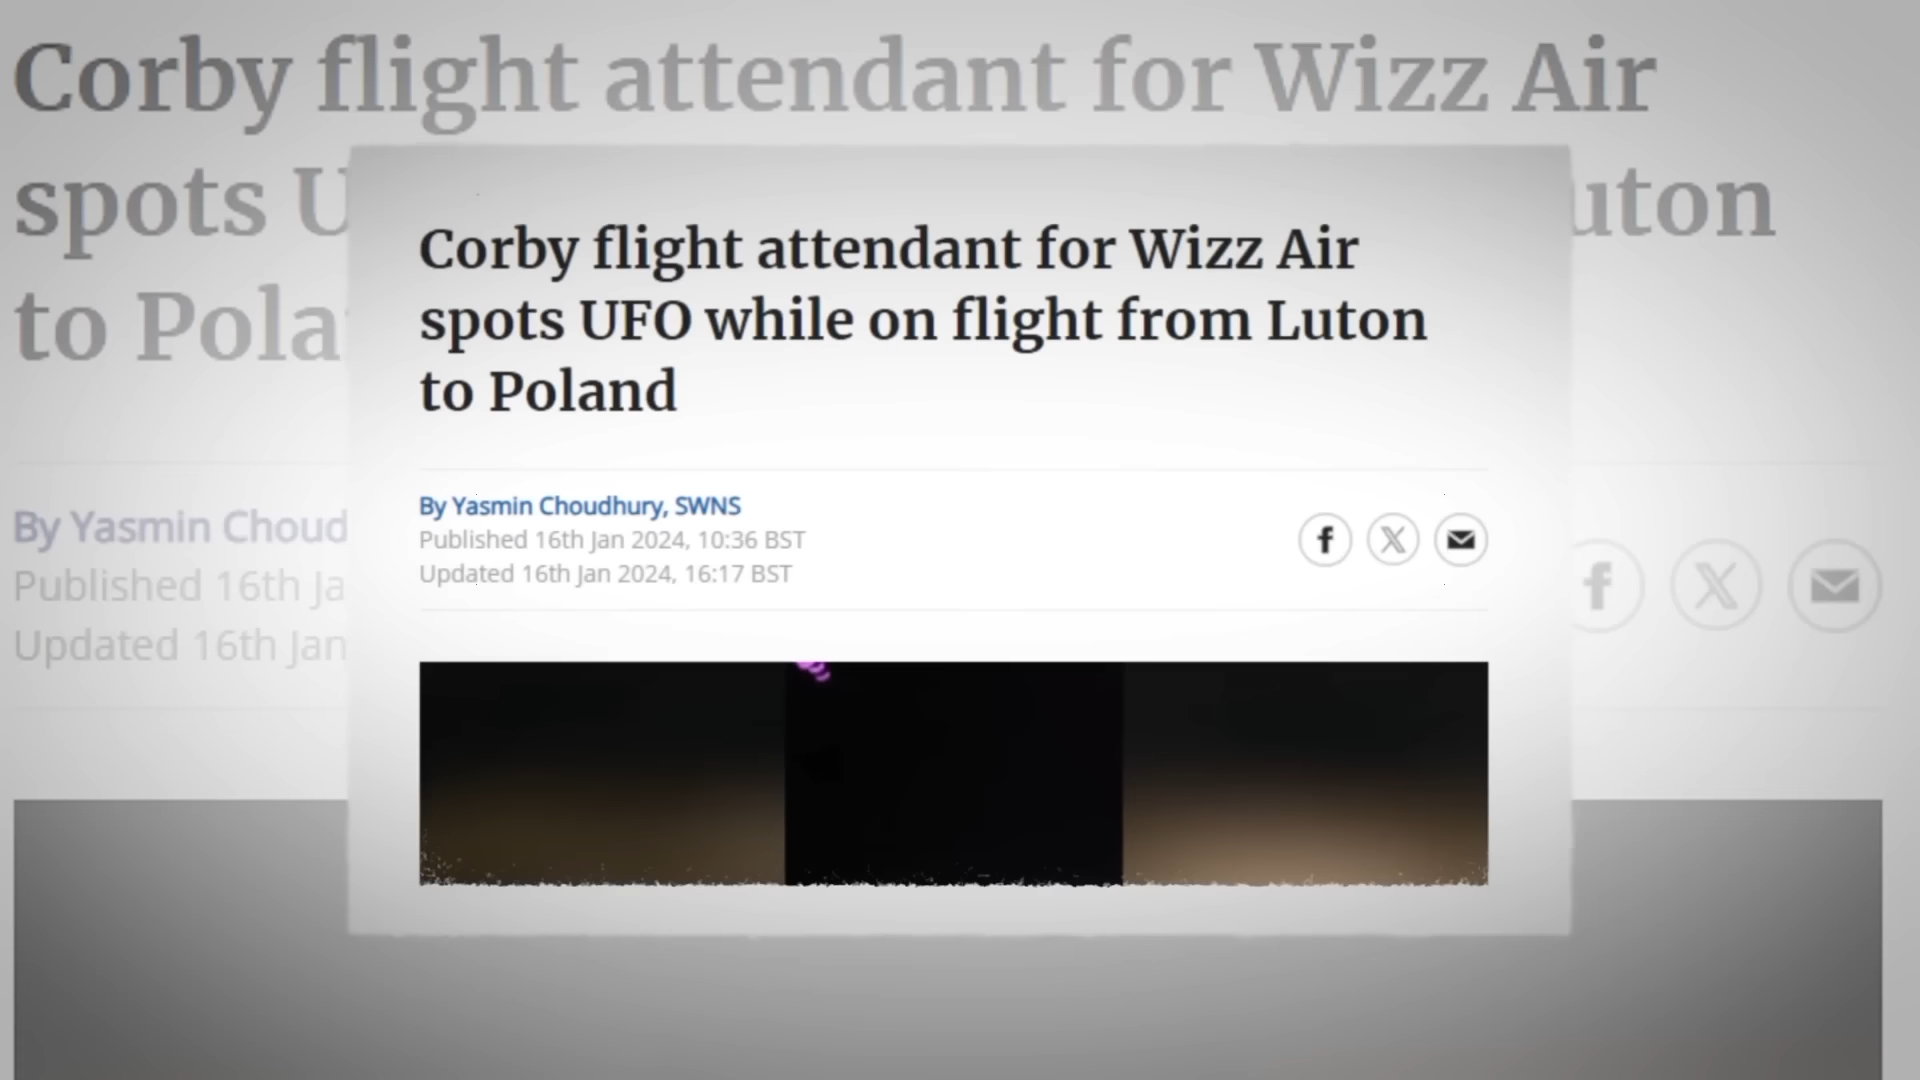 Corby flight attendant for Wizz Air
spots U
uton
to Pola
By Yasmin Choud
Published 16th Ja
Updated 16th Jan
Corby flight attendant for Wizz Air
spots UFO while on flight from Luton
to Poland
By Yasmin Choudhury, SWNS
Published 16th Jan 2024, 10:36 BST
Updated 16th Jan 2024, 16:17 BST